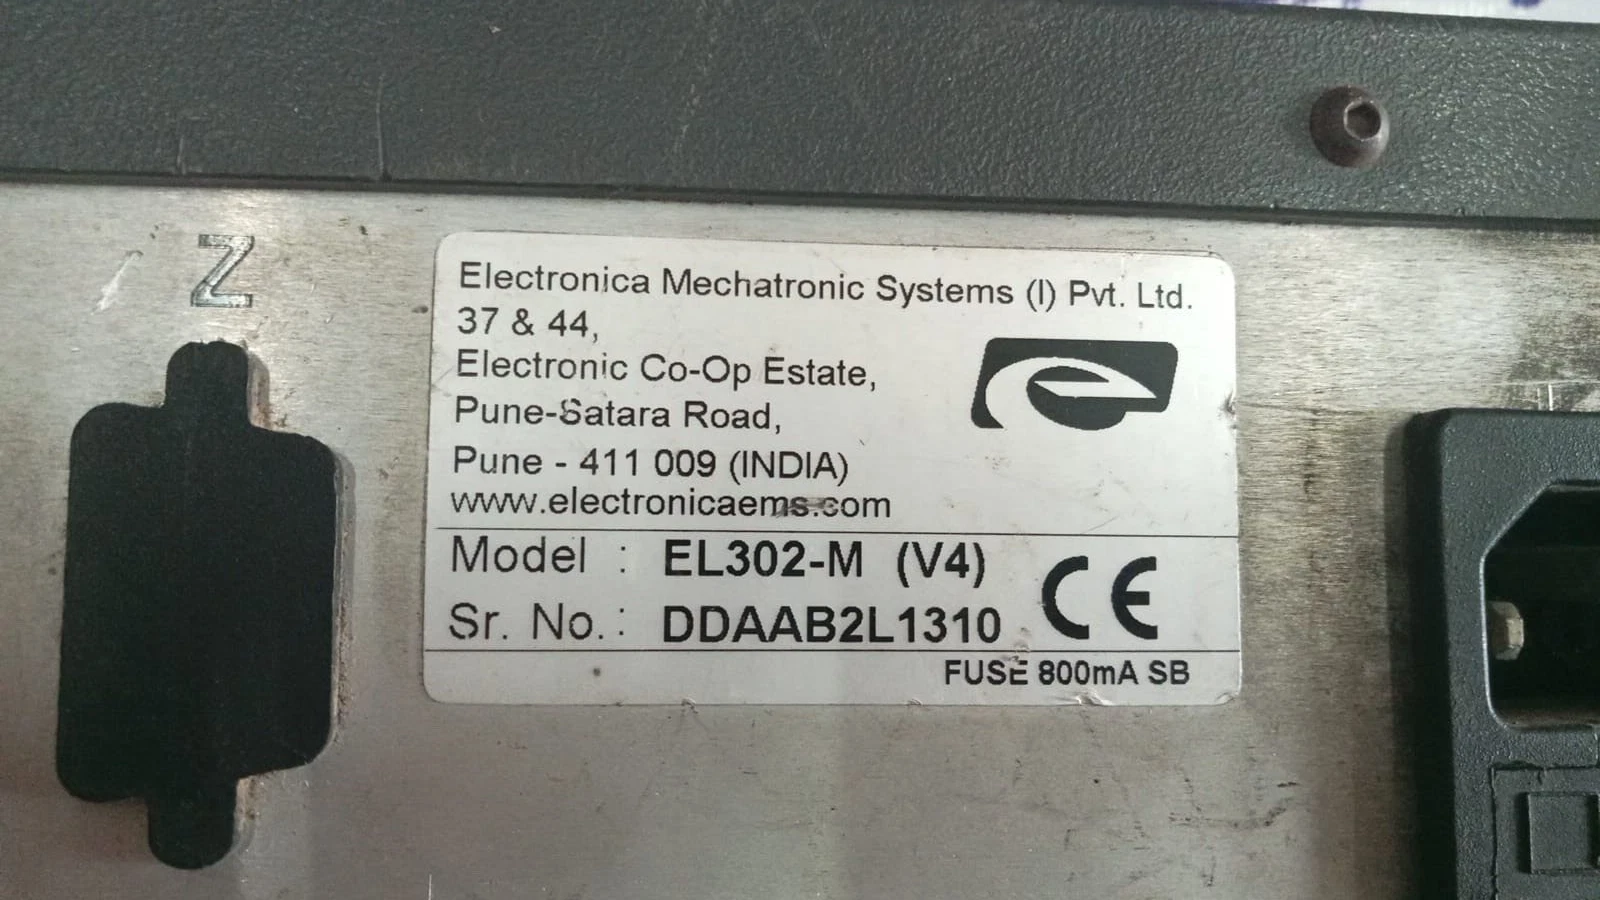 Z
Electronica Mechatronic Systems (I) Pvt. Ltd.
37 & 44,
Electronic Co-Op Estate,
Pune-Satara Road,
Pune - 411 009 (INDIA)
www.electronicaems.com
Model : EL302-M (V4)
Sr. No. : DDAAB2L1310
CE
FUSE 800mA SB